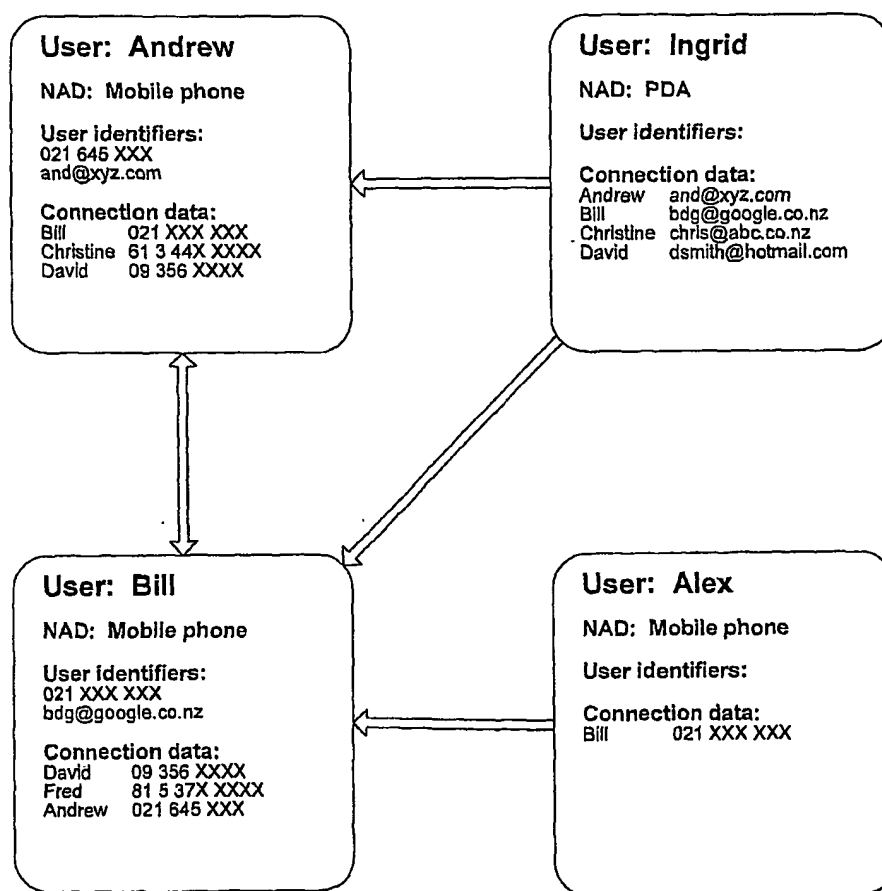 User: Andrew
NAD: Mobile phone
User identifiers:
021 645 XXX
and@xyz.com
Connection data:
Bill 021 XXX XXX
Christine 61 3 44X XXXX
David 09 356 XXXX
User: Ingrid
NAD: PDA
User identifiers:
Connection data:
Andrew and@xyz.com
Bill bdg@google.co.nz
Christine chris@abc.co.nz
David dsmith@hotmail.com
User: Bill
NAD: Mobile phone
User identifiers:
021 XXX XXX
bdg@google.co.nz
Connection data:
David 09 356 XXXX
Fred 81 5 37X XXXX
Andrew 021 645 XXX
User: Alex
NAD: Mobile phone
User identifiers:
Connection data:
Bill 021 XXX XXX